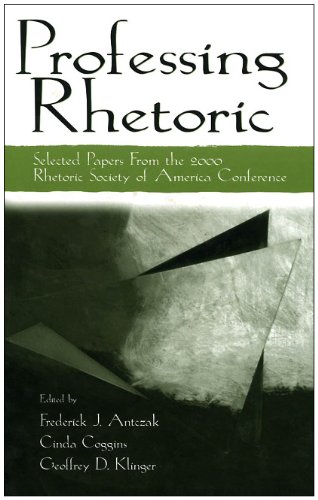 Professing
Rhetoric
Selected Papers From the 2000
Rhetoric Society of America Conference
Edited by
Frederick J. Antczak
Cinda Coggins
Geoffrey D. Klinger